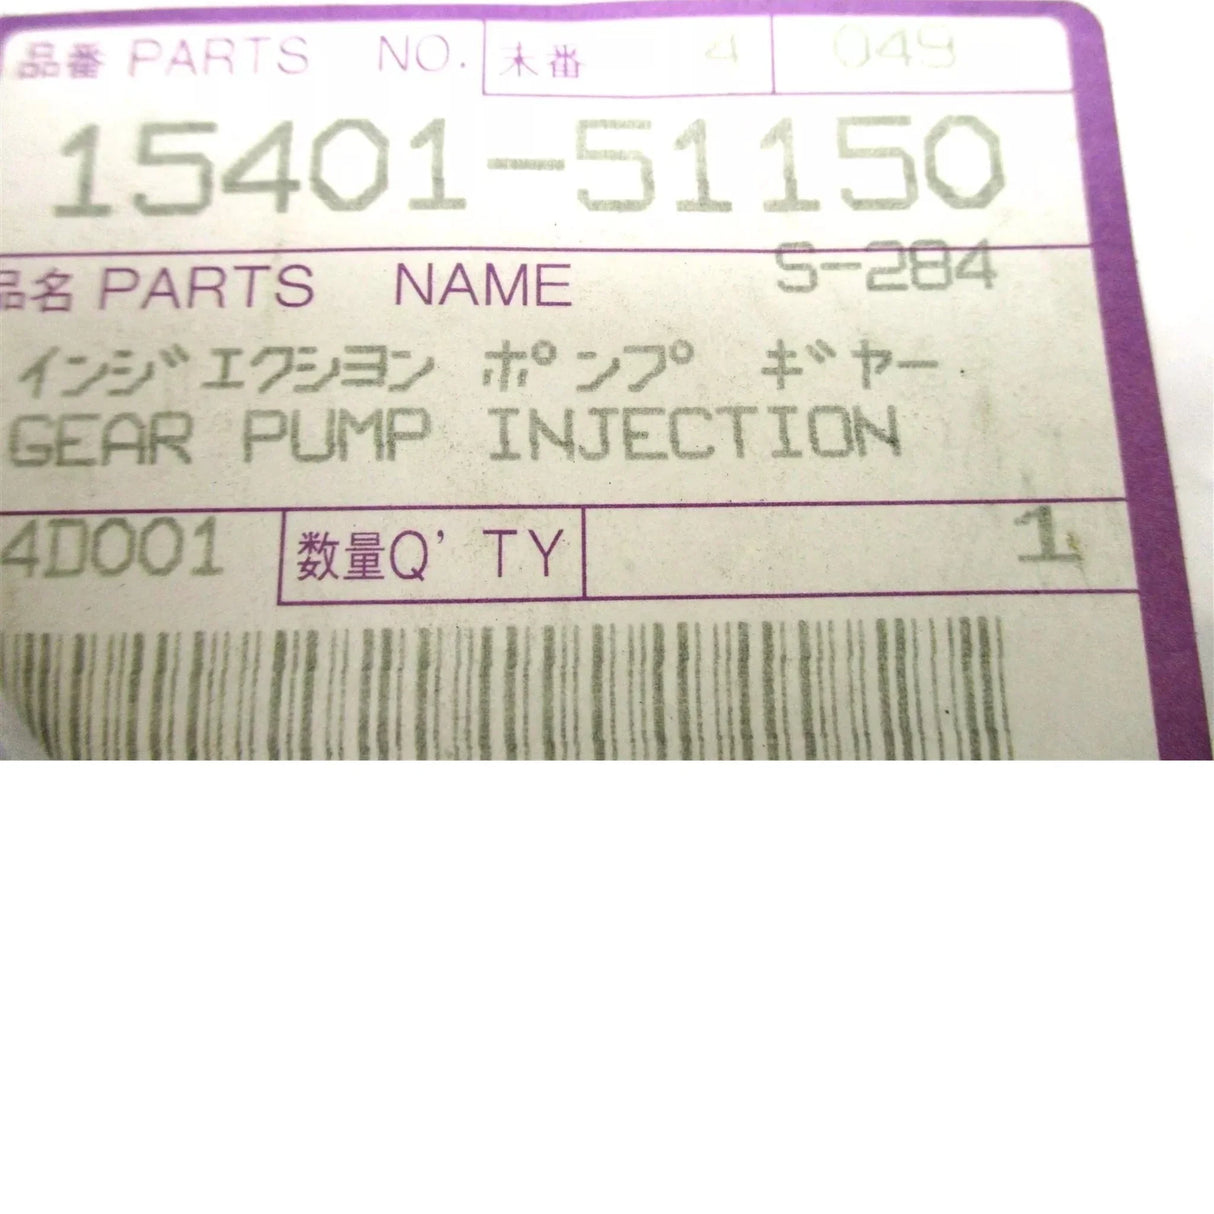 品番 PARTS NO. 末番 4 049
15401-51150
品名 PARTS NAME S-284
インジエクシヨン ポンプ ギヤー
GEAR PUMP INJECTION
4D001 数量Q'TY 1